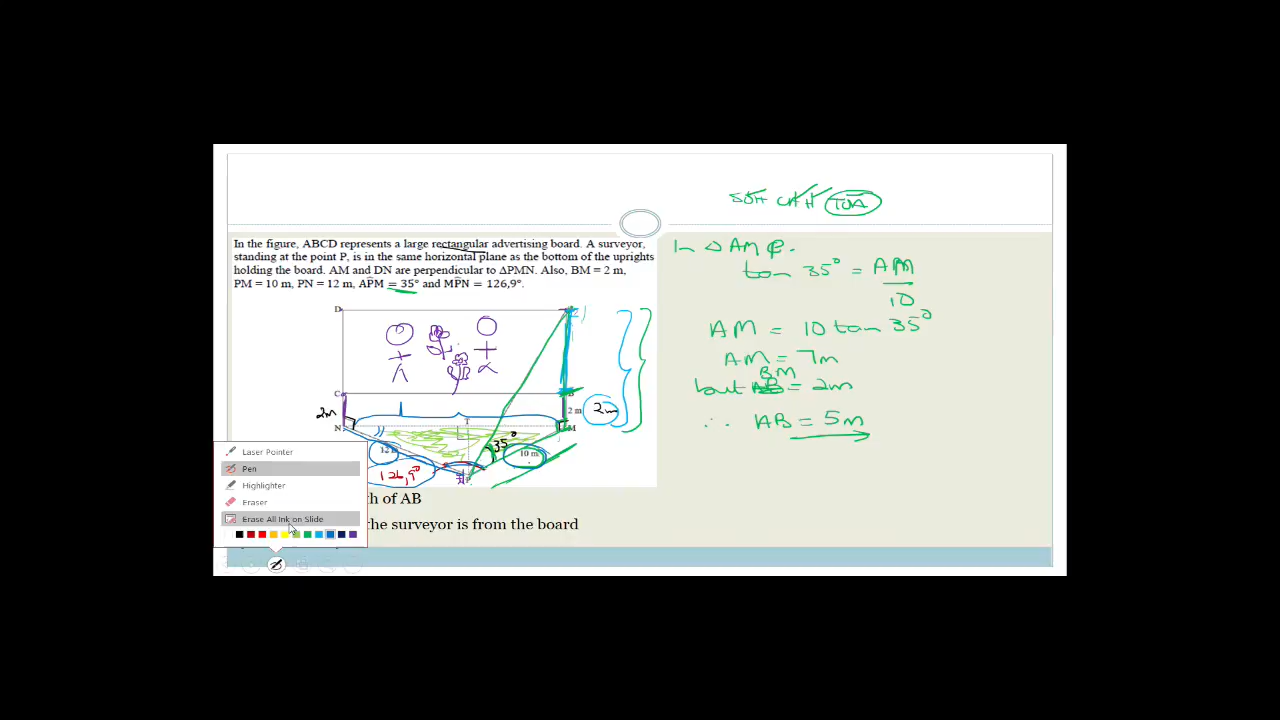 SOH CAH TOA
In the figure, ABCD represents a large rectangular advertising board. A surveyor,
standing at the point P, is in the same horizontal plane as the bottom of the uprights
holding the board. AM and DN are perpendicular to ΔPMN. Also, BM = 2 m,
PM = 10 m, PN = 12 m, AP̂M = 35° and MP̂N = 126,9°.
In △ AMP.
tan 35° = AM
10
AM = 10 tan 35°
AM = 7m
BM
but = 2m
∴ AB = 5m
D
C
B
2m
2 m
2m
N
T
M
12
35°
10 m
126,9°
P
Laser Pointer
Pen
Highlighter
Eraser
Erase All Ink on Slide
th of AB
the surveyor is from the board